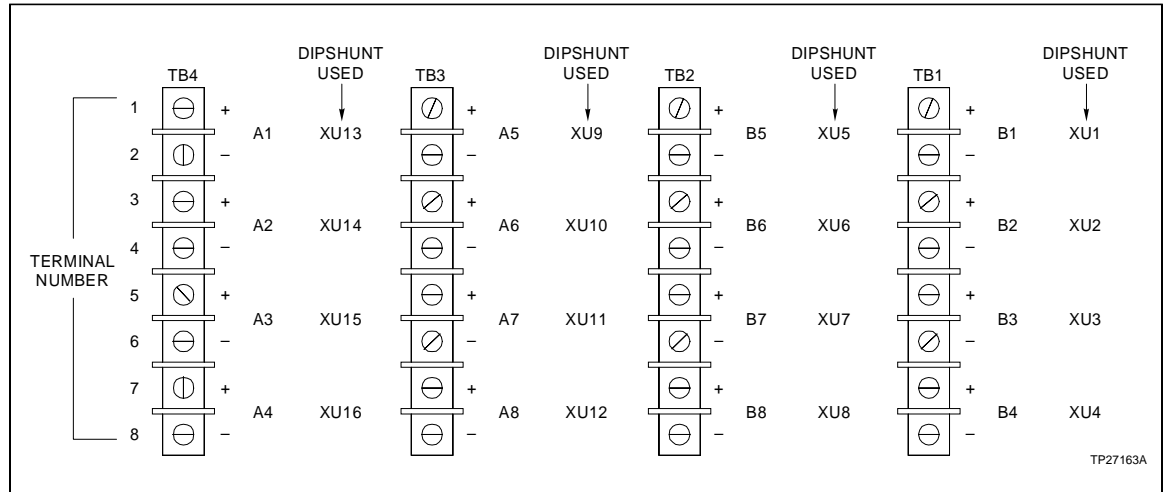 DIPSHUNT USED DIPSHUNT USED DIPSHUNT USED DIPSHUNT USED
TB4 TB3 TB2 TB1
1 + + + +
A1 XU13 A5 XU9 B5 XU5 B1 XU1
2 – – – –
3 + + + +
A2 XU14 A6 XU10 B6 XU6 B2 XU2
4 – – – –
TERMINAL
NUMBER
5 + + + +
A3 XU15 A7 XU11 B7 XU7 B3 XU3
6 – – – –
7 + + + +
A4 XU16 A8 XU12 B8 XU8 B4 XU4
8 – – – –
TP27163A